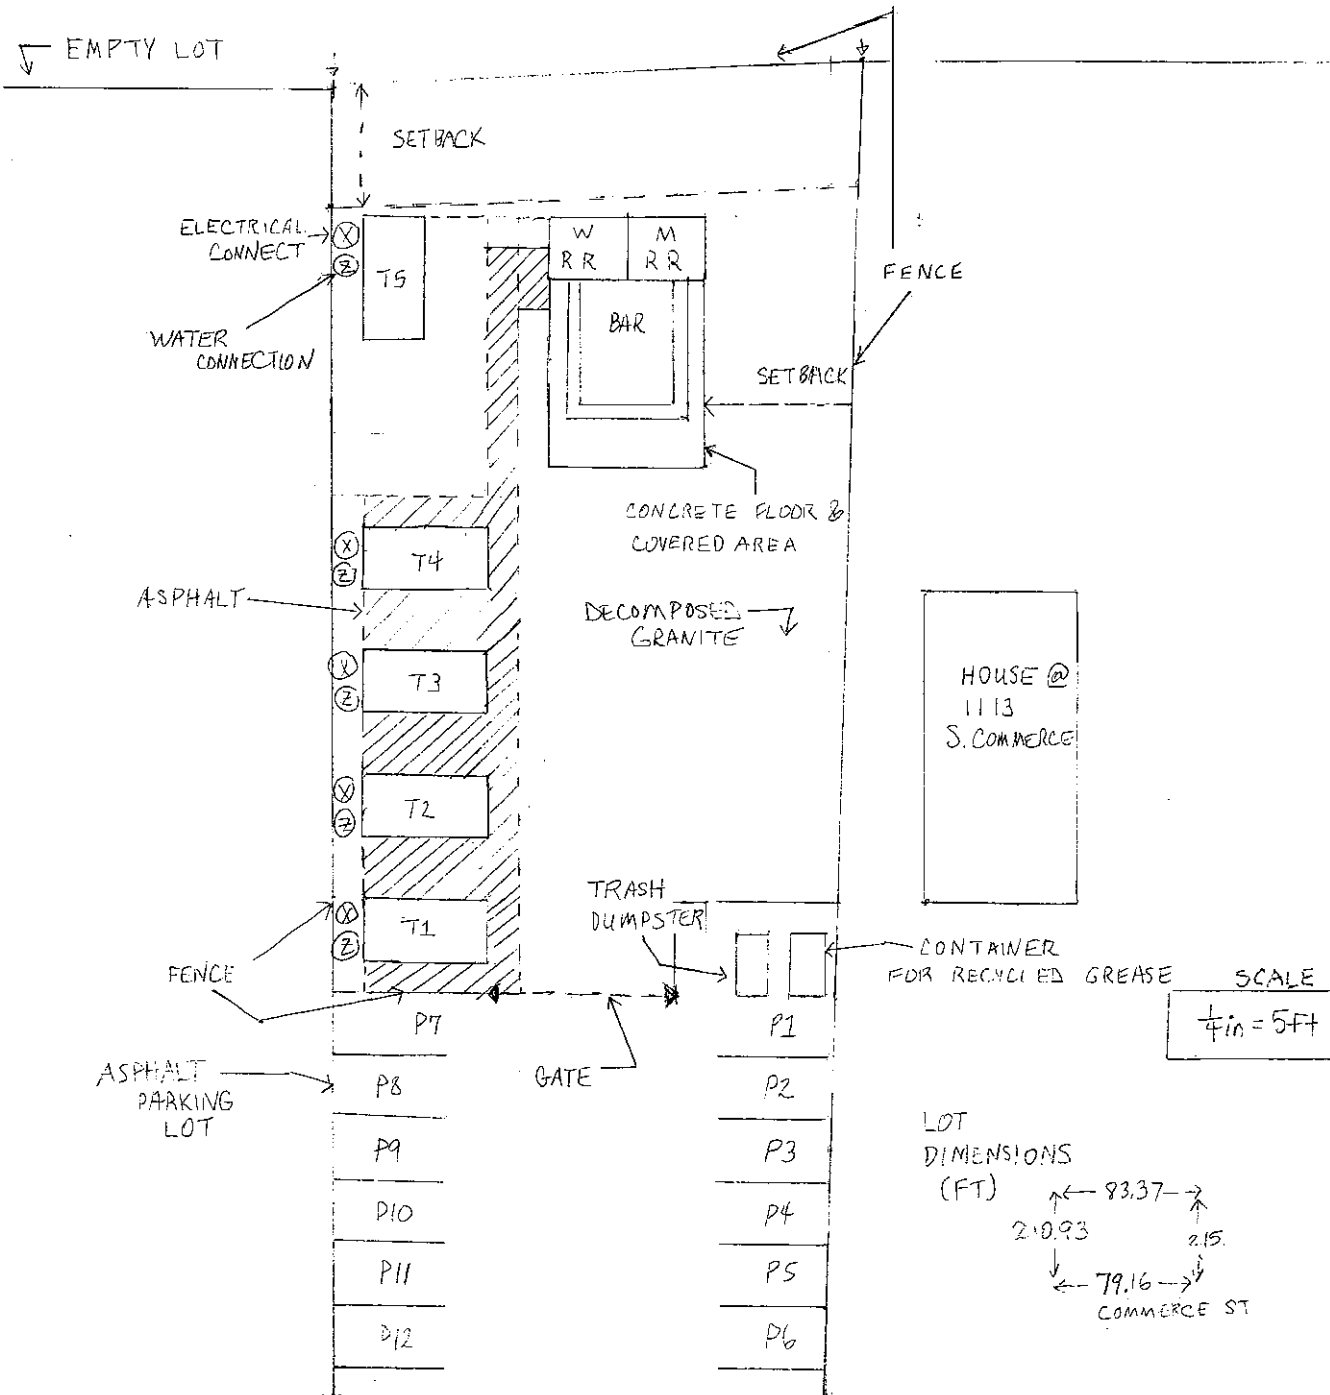 EMPTY LOT
SETBACK
ELECTRICAL
CONNECT
X
Z
T5
W
RR
M
RR
BAR
FENCE
WATER
CONNECTION
SETBACK
CONCRETE FLOOR &
COVERED AREA
X
Z
T4
ASPHALT
DECOMPOSED
GRANITE
X
Z
T3
HOUSE @
1113
S. COMMERCE
X
Z
T2
TRASH
DUMPSTER
X
Z
T1
FENCE
CONTAINER
FOR RECYCLED GREASE
SCALE
1/4 in = 5Ft
P7
P1
ASPHALT
PARKING
LOT
P8
GATE
P2
P9
P3
LOT
DIMENSIONS
(FT)
P10
P4
83.37
210.93
215.
P11
P5
79.16
COMMERCE ST
P12
P6